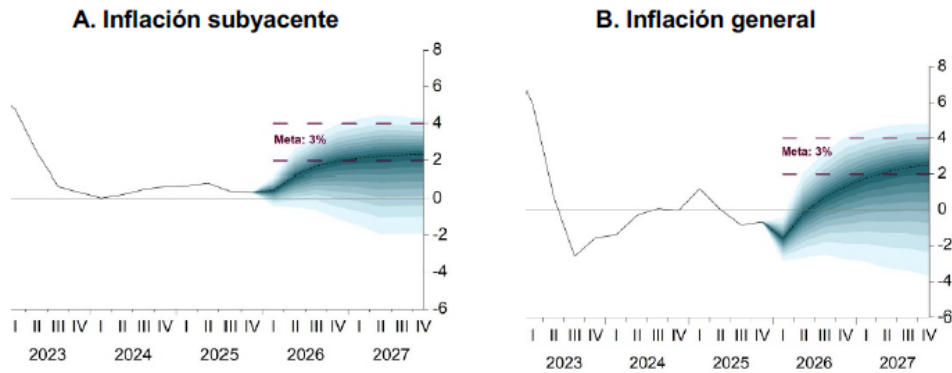 A. Inflación subyacente
8
6
4
Meta: 3%
2
0
-2
-4
-6
I II III IV I II III IV I II III IV I II III IV I II III IV
2023 2024 2025 2026 2027
B. Inflación general
8
6
4
Meta: 3%
2
0
-2
-4
-6
I II III IV I II III IV I II III IV I II III IV I II III IV
2023 2024 2025 2026 2027